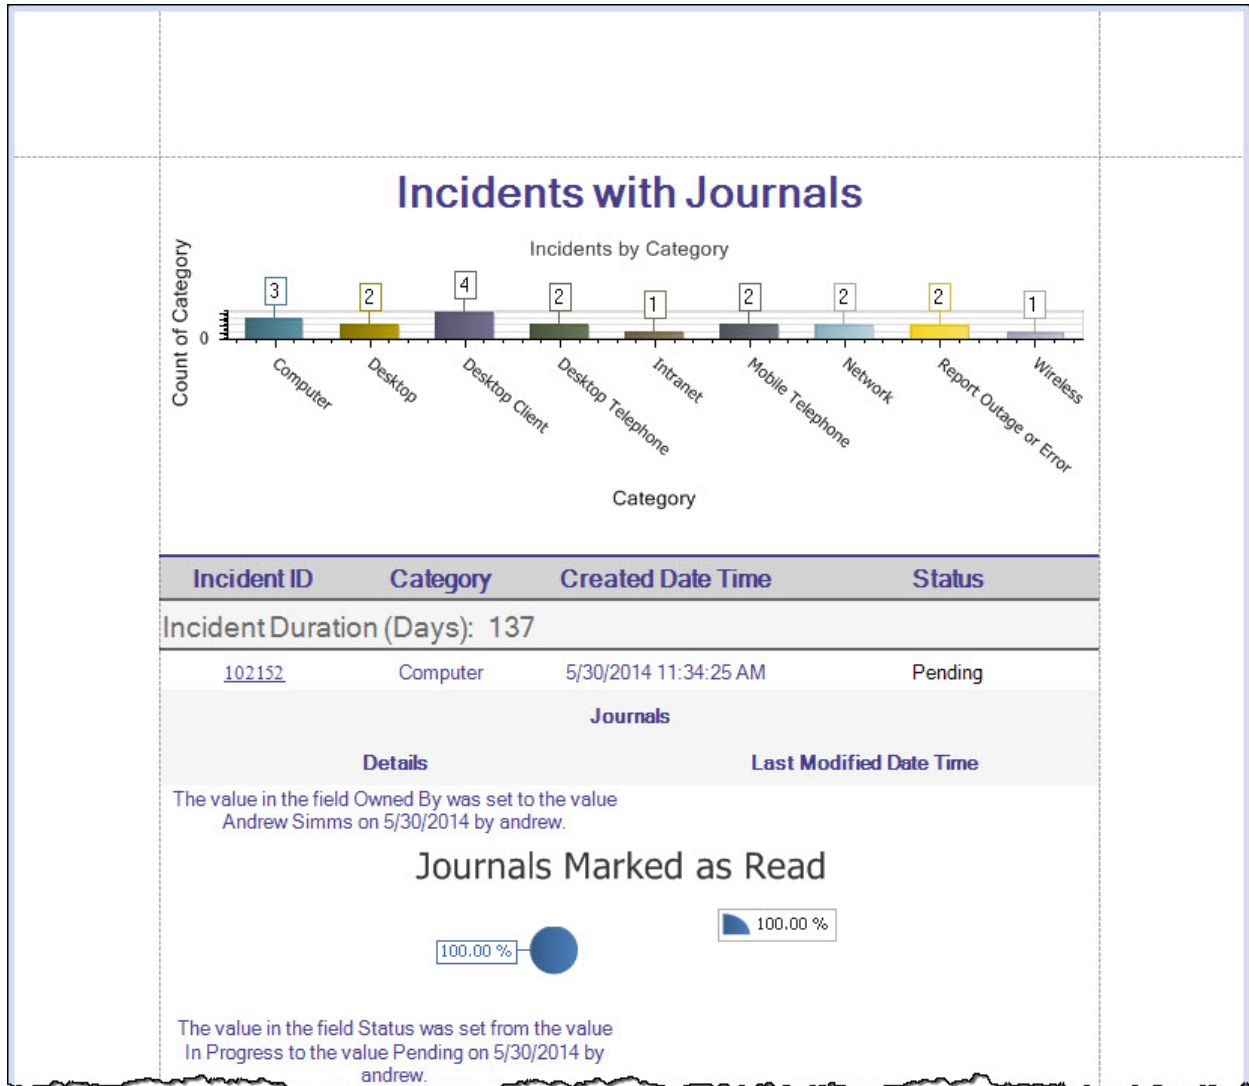 Incidents with Journals
Incidents by Category
Count of Category
3
2
4
2
1
2
2
2
1
0
Computer
Desktop
Desktop Client
Desktop Telephone
Intranet
Mobile Telephone
Network
Report Outage or Error
Wireless
Category
Incident ID Category Created Date Time Status
Incident Duration (Days): 137
102152 Computer 5/30/2014 11:34:25 AM Pending
Journals
Details Last Modified Date Time
The value in the field Owned By was set to the value
Andrew Simms on 5/30/2014 by andrew.
Journals Marked as Read
100.00 %
100.00 %
The value in the field Status was set from the value
In Progress to the value Pending on 5/30/2014 by
andrew.